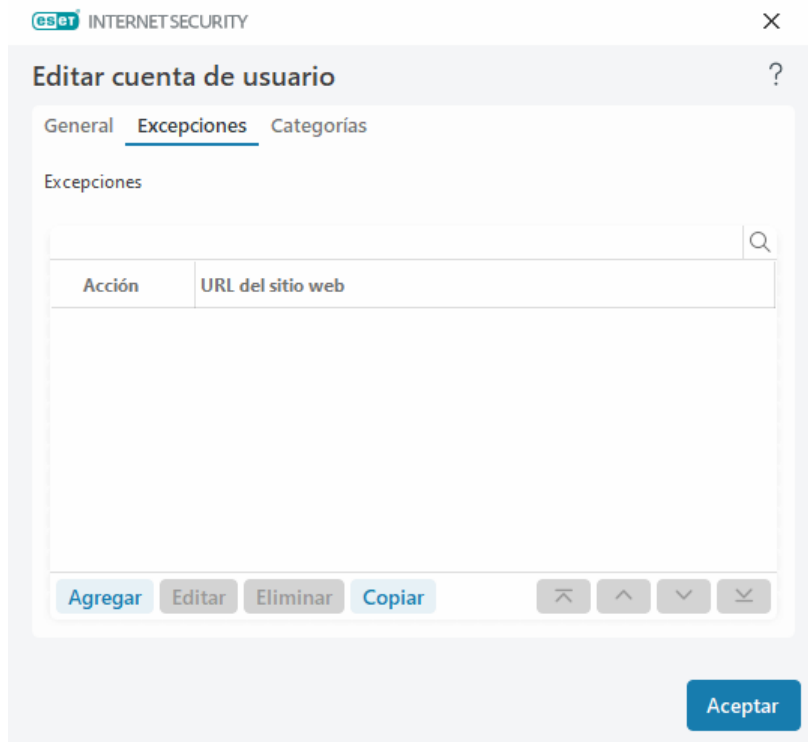 eseT INTERNET SECURITY
Editar cuenta de usuario ?
General Excepciones Categorías
Excepciones
Acción URL del sitio web
Agregar Editar Eliminar Copiar
Aceptar